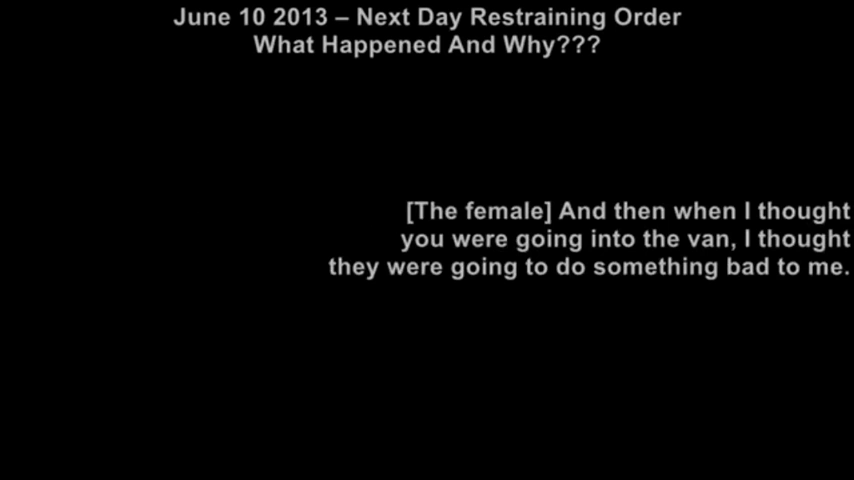 June 10 2013 – Next Day Restraining Order
What Happened And Why???
[The female] And then when I thought
you were going into the van, I thought
they were going to do something bad to me.